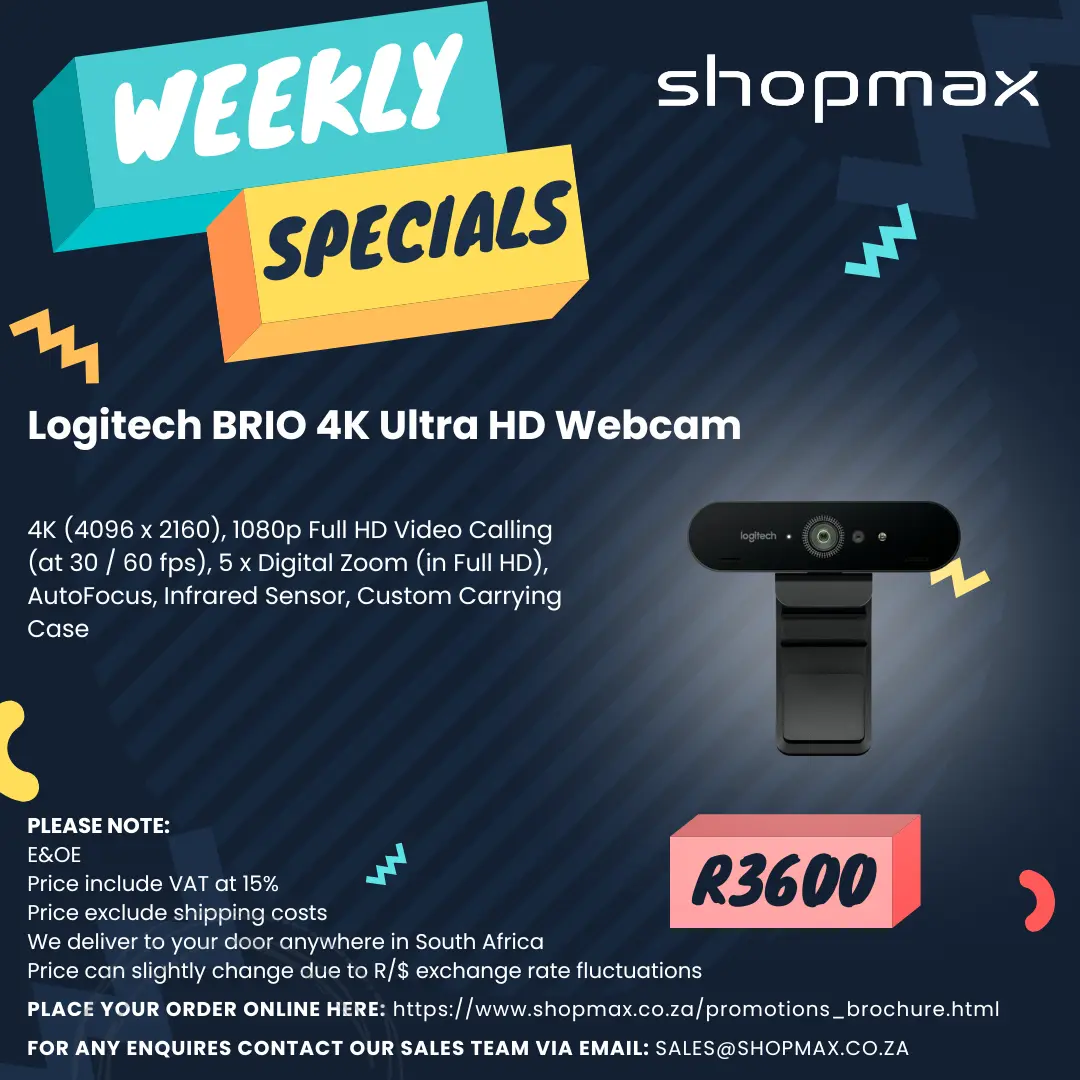 WEEKLY
SPECIALS
shopmax
Logitech BRIO 4K Ultra HD Webcam
4K (4096 x 2160), 1080p Full HD Video Calling
(at 30 / 60 fps), 5 x Digital Zoom (in Full HD),
AutoFocus, Infrared Sensor, Custom Carrying
Case
logitech
PLEASE NOTE:
E&OE
Price include VAT at 15%
Price exclude shipping costs
We deliver to your door anywhere in South Africa
Price can slightly change due to R/$ exchange rate fluctuations
R3600
PLACE YOUR ORDER ONLINE HERE: https://www.shopmax.co.za/promotions_brochure.html
FOR ANY ENQUIRES CONTACT OUR SALES TEAM VIA EMAIL: SALES@SHOPMAX.CO.ZA